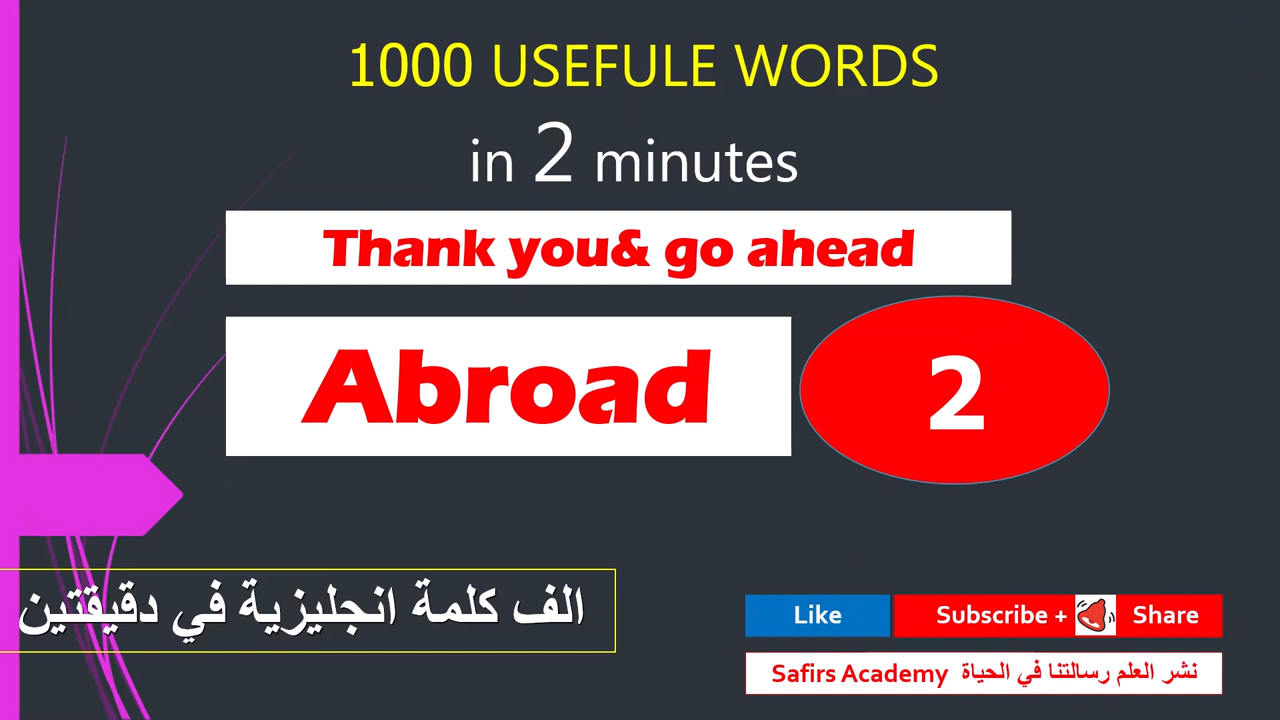 1000 USEFULE WORDS
in 2 minutes
Thank you& go ahead
Abroad
2
الف كلمة انجليزية في دقيقتين
Like
Subscribe +
Share
Safirs Academy نشر العلم رسالتنا في الحياة